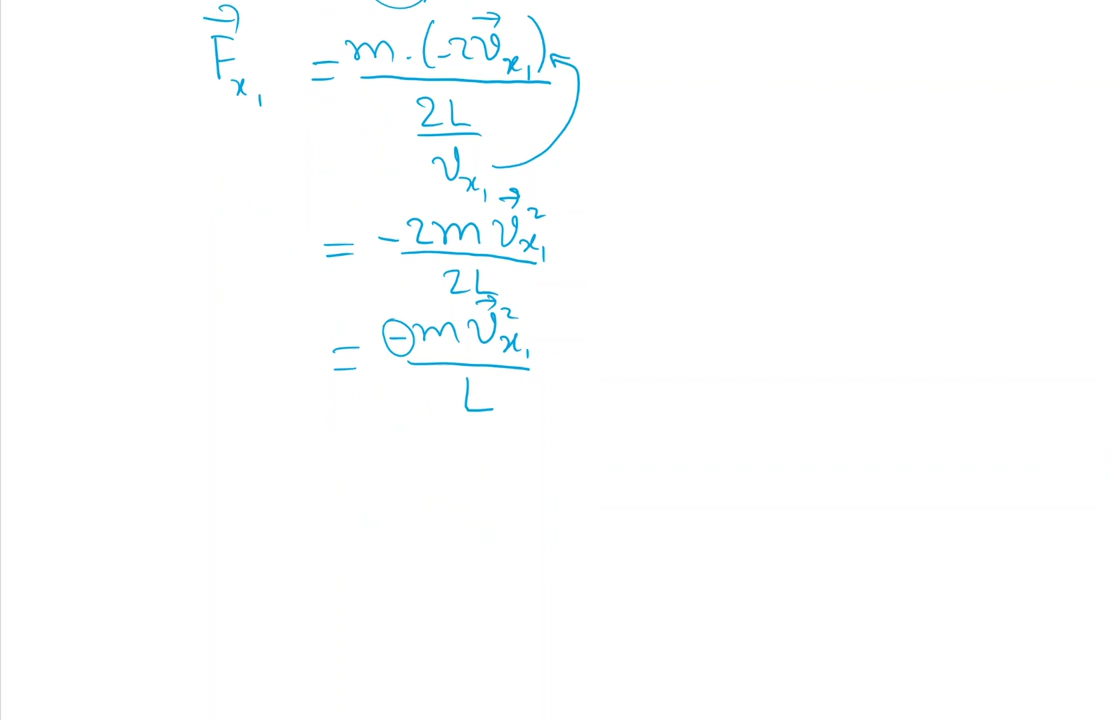 F⃗ₓ₁ = m·(-2v⃗ₓ₁)
2L
vₓ₁
= -2m v⃗²ₓ₁
2L
= ⊖m v⃗²ₓ₁
L